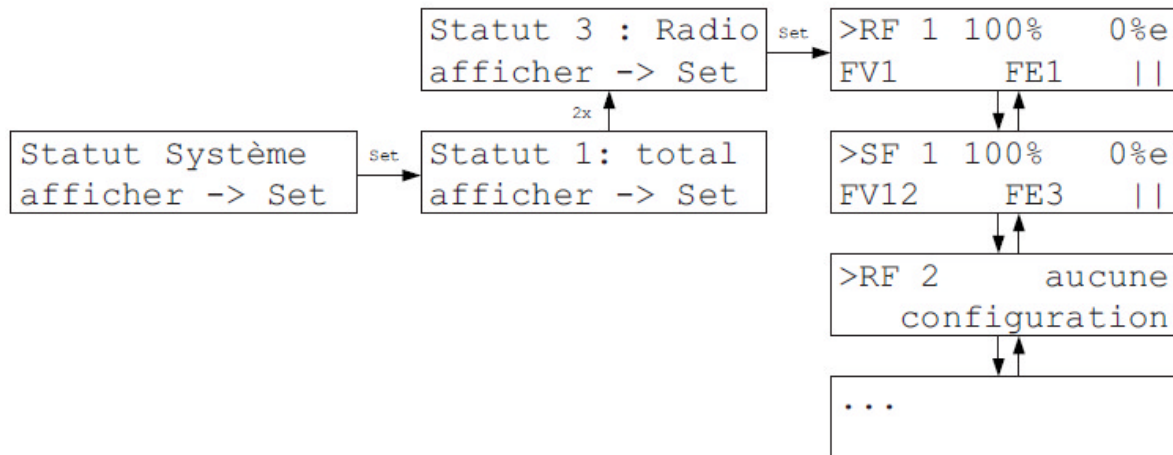 Statut Système
afficher -> Set
Set
Statut 1: total
afficher -> Set
2x
Statut 3 : Radio
afficher -> Set
Set
>RF 1 100% 0%e
FV1 FE1 ||
>SF 1 100% 0%e
FV12 FE3 ||
>RF 2 aucune
configuration
...